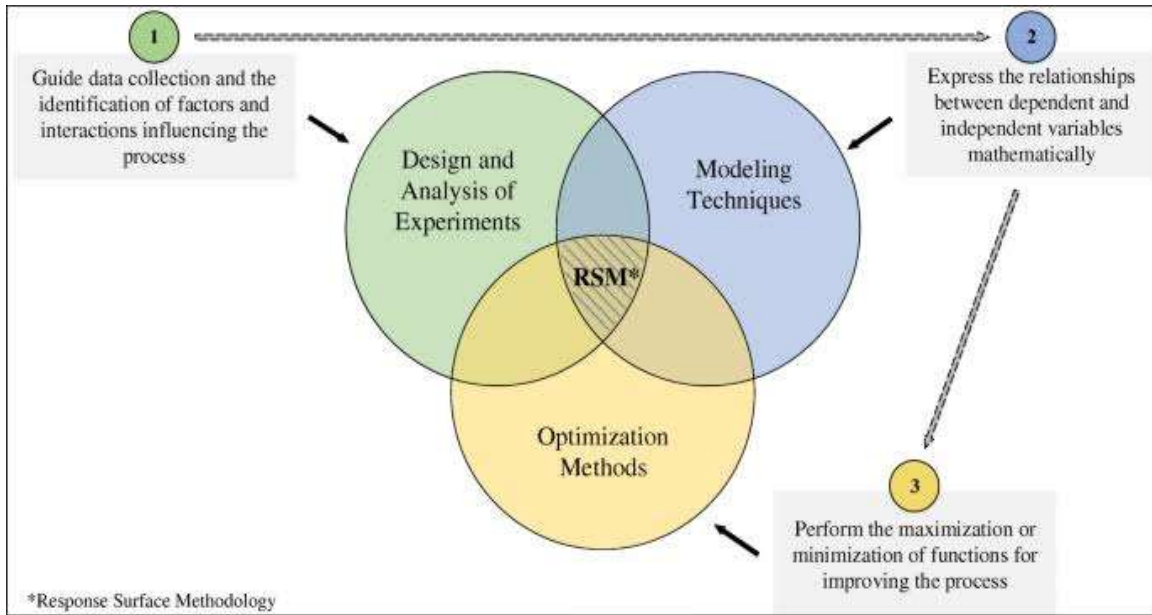 1
Guide data collection and the
identification of factors and
interactions influencing the
process
2
Express the relationships
between dependent and
independent variables
mathematically
Design and
Analysis of
Experiments
Modeling
Techniques
RSM*
Optimization
Methods
3
Perform the maximization or
minimization of functions for
improving the process
*Response Surface Methodology